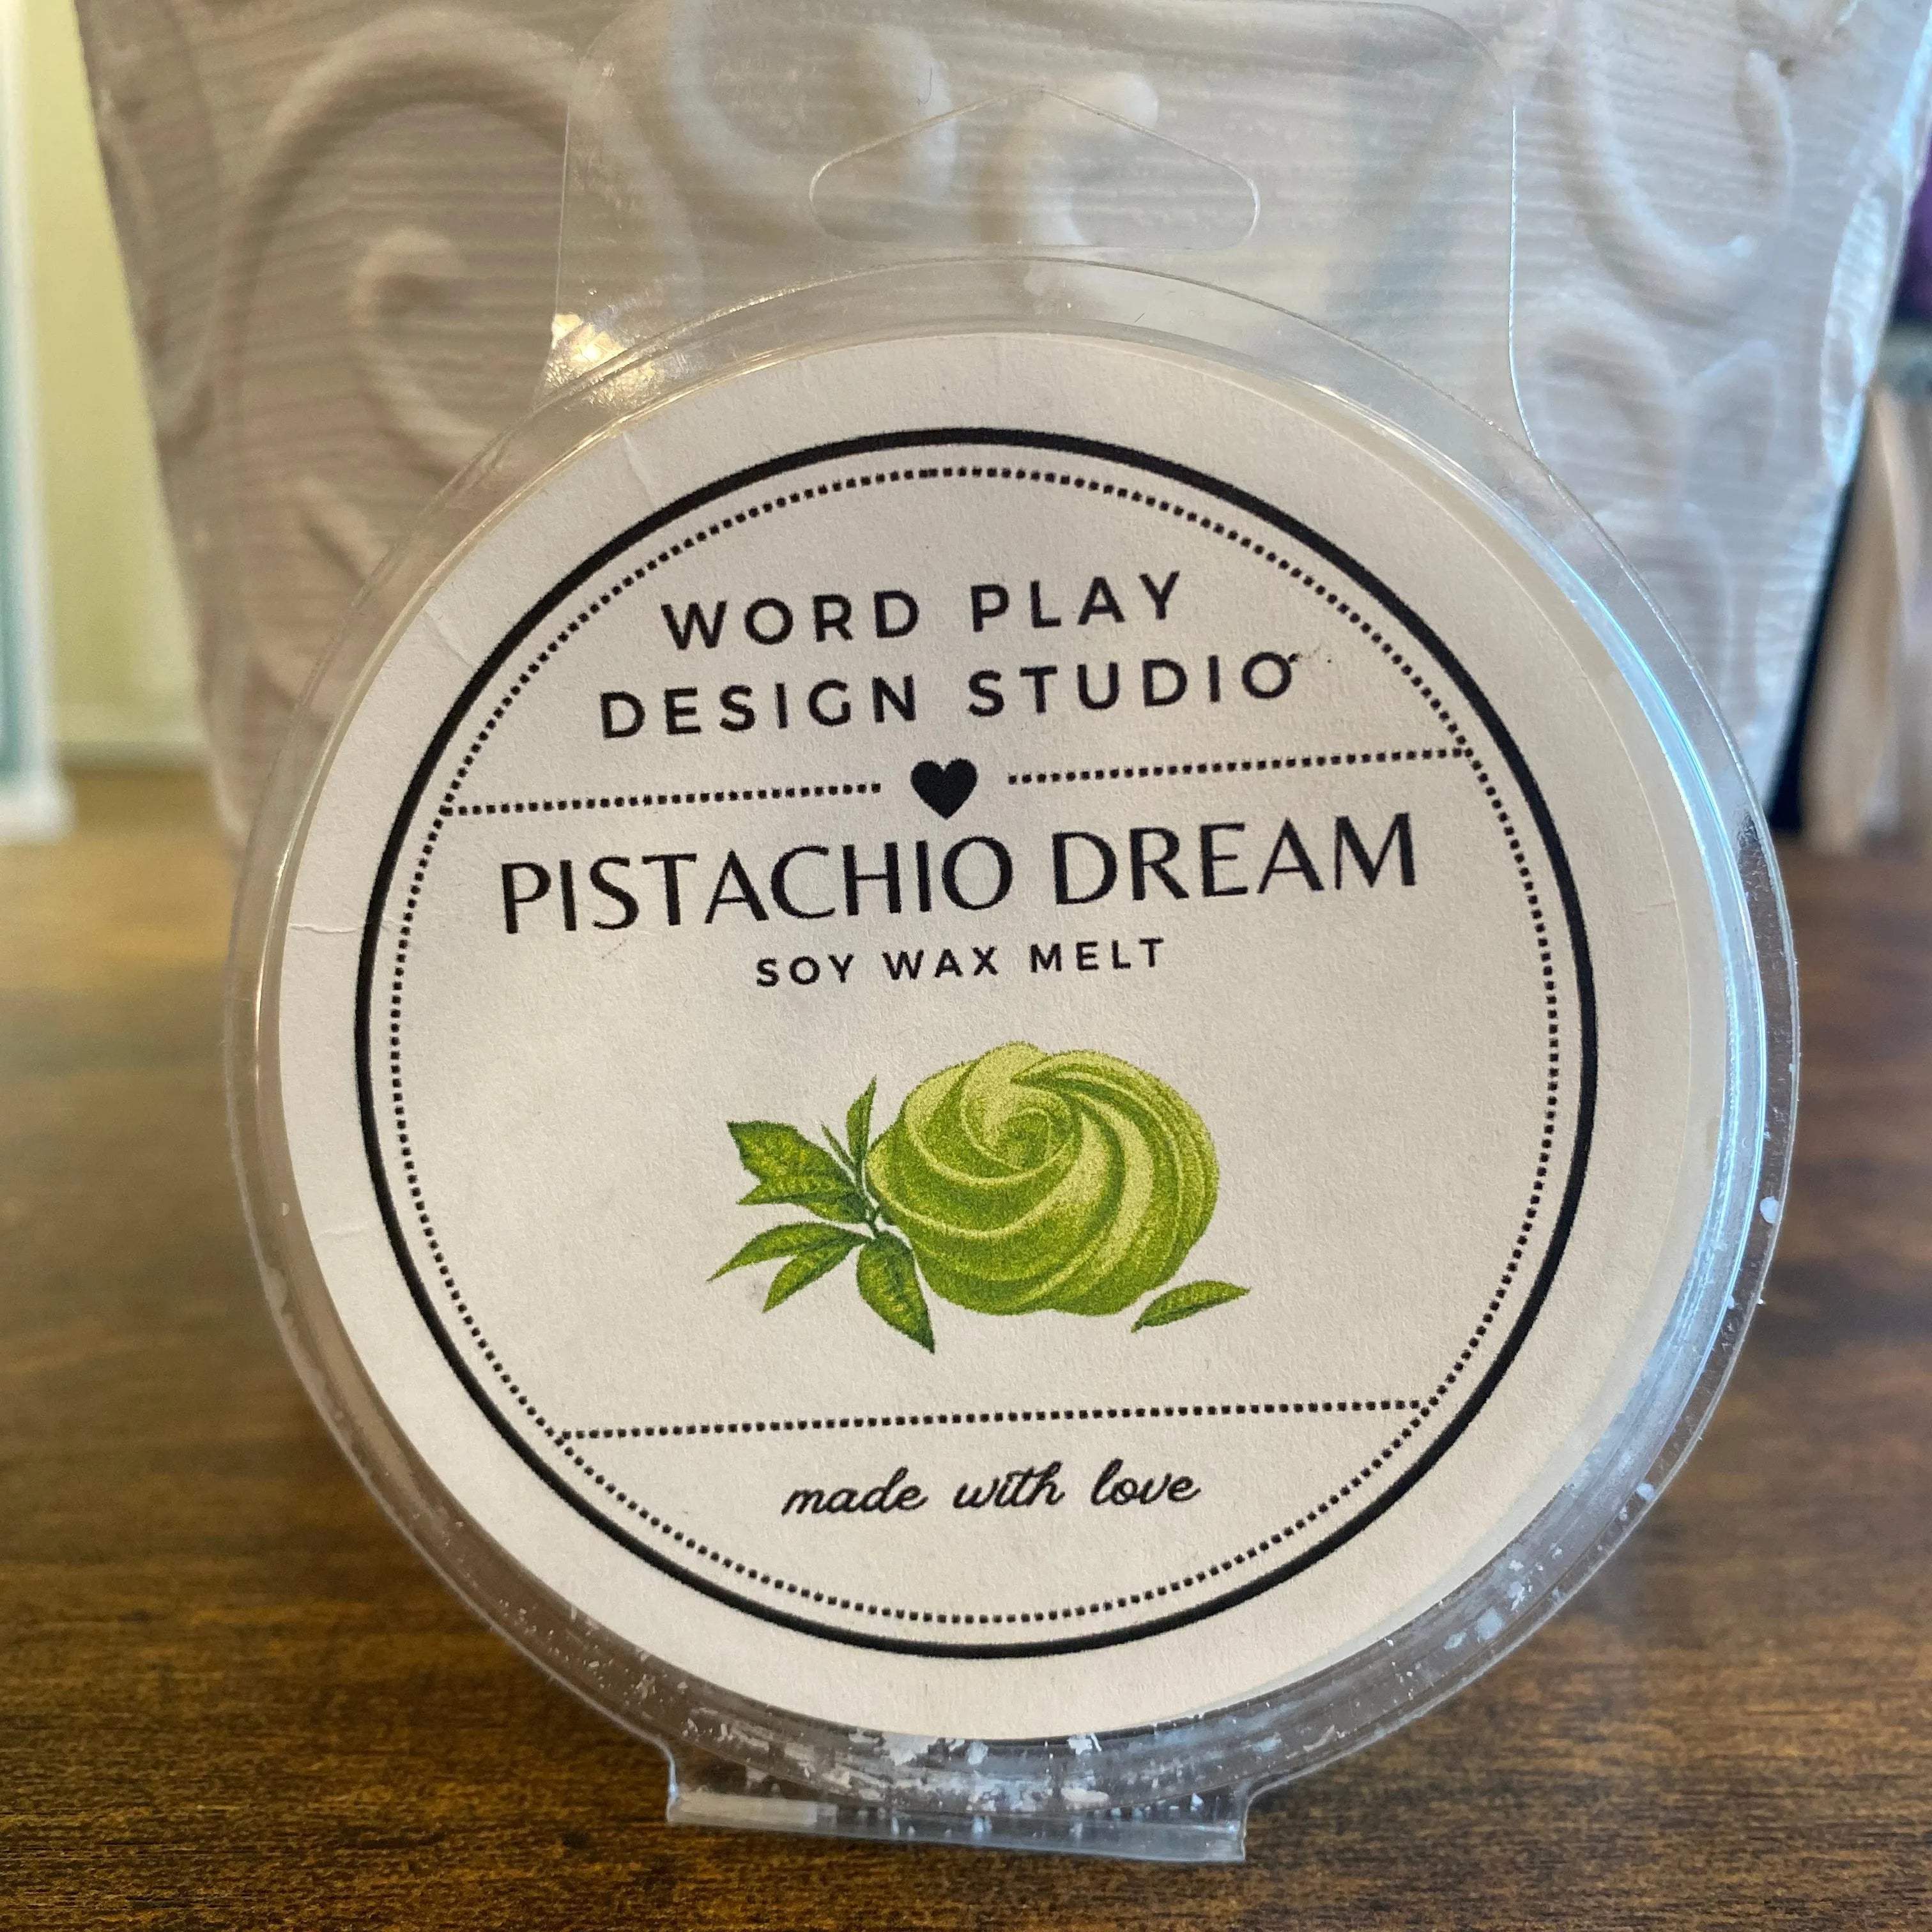 WORD PLAY
DESIGN STUDIO
PISTACHIO DREAM
SOY WAX MELT
made with love